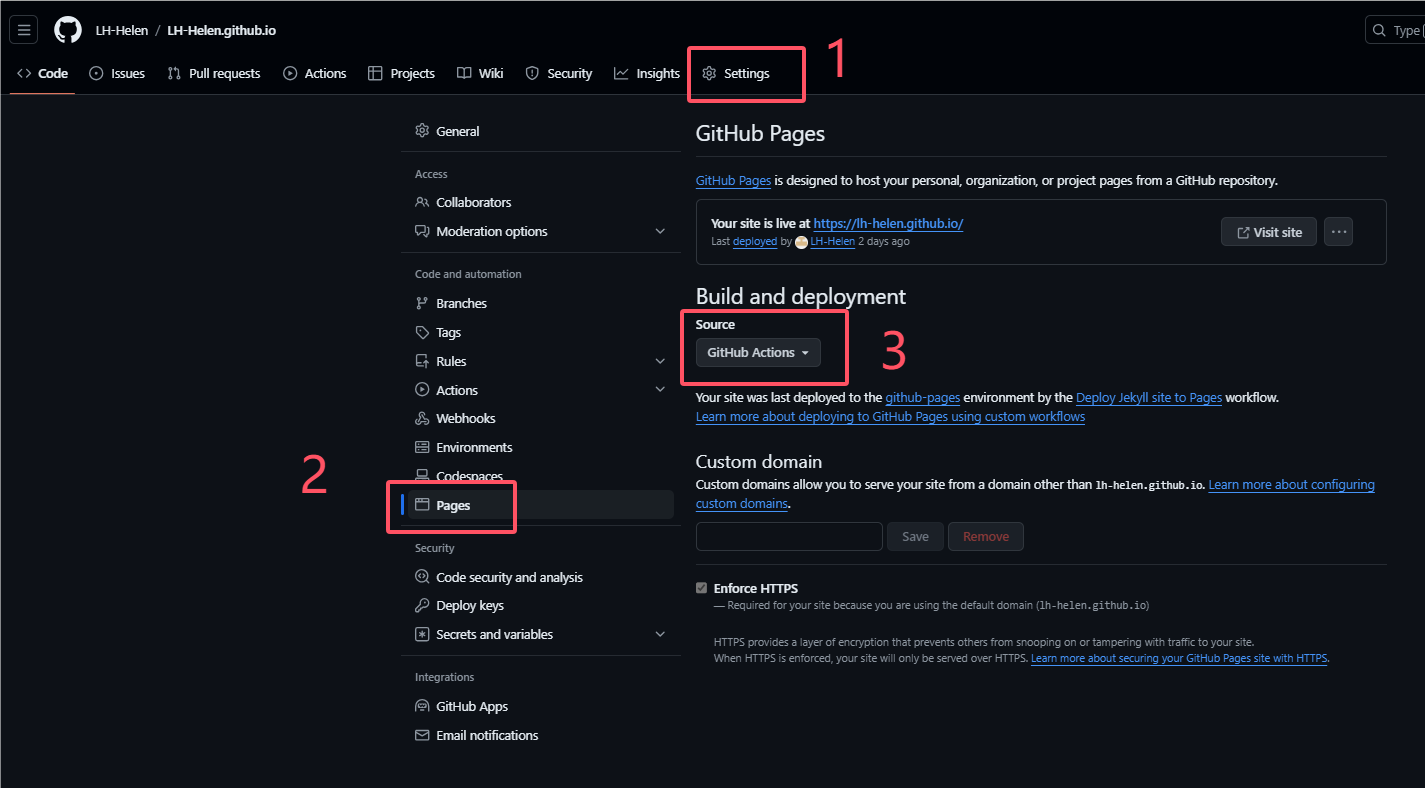 LH-Helen / LH-Helen.github.io
Type
Code Issues Pull requests Actions Projects Wiki Security Insights Settings
1
General
Access
Collaborators
Moderation options
Code and automation
Branches
Tags
Rules
Actions
Webhooks
Environments
Codespaces
Pages
2
Security
Code security and analysis
Deploy keys
Secrets and variables
Integrations
GitHub Apps
Email notifications
GitHub Pages
GitHub Pages is designed to host your personal, organization, or project pages from a GitHub repository.
Your site is live at https://lh-helen.github.io/
Last deployed by LH-Helen 2 days ago
Visit site
Build and deployment
Source
GitHub Actions
3
Your site was last deployed to the github-pages environment by the Deploy Jekyll site to Pages workflow.
Learn more about deploying to GitHub Pages using custom workflows
Custom domain
Custom domains allow you to serve your site from a domain other than lh-helen.github.io. Learn more about configuring
custom domains.
Save Remove
Enforce HTTPS
— Required for your site because you are using the default domain (lh-helen.github.io)
HTTPS provides a layer of encryption that prevents others from snooping on or tampering with traffic to your site.
When HTTPS is enforced, your site will only be served over HTTPS. Learn more about securing your GitHub Pages site with HTTPS.